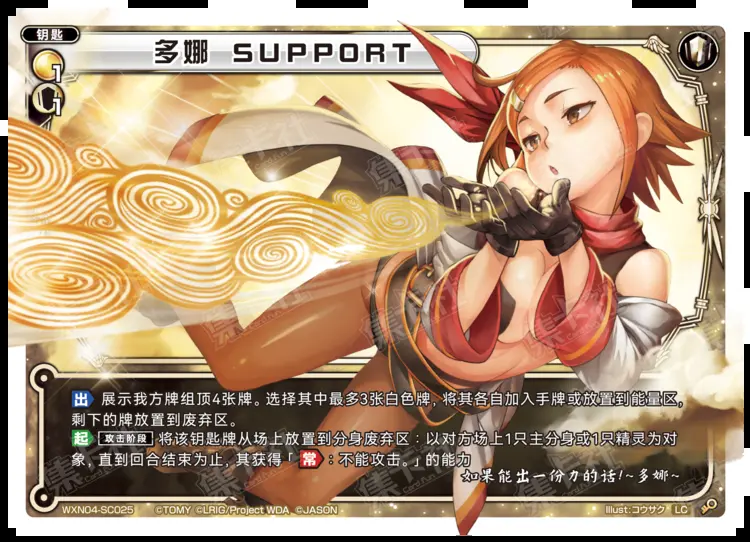 钥匙
多娜 SUPPORT
1
1
出 展示我方牌组顶4张牌。选择其中最多3张白色牌，将其各自加入手牌或放置到能量区，
剩下的牌放置到废弃区。
起 攻击阶段 将该钥匙牌从场上放置到分身废弃区：以对方场上1只主分身或1只精灵为对
象，直到回合结束为止，其获得「常：不能攻击。」的能力
如果能出一份力的话!~多娜~
WXN04-SC025 ©TOMY ©LRIG/Project WDA ©JASON Illust:コウサク LC